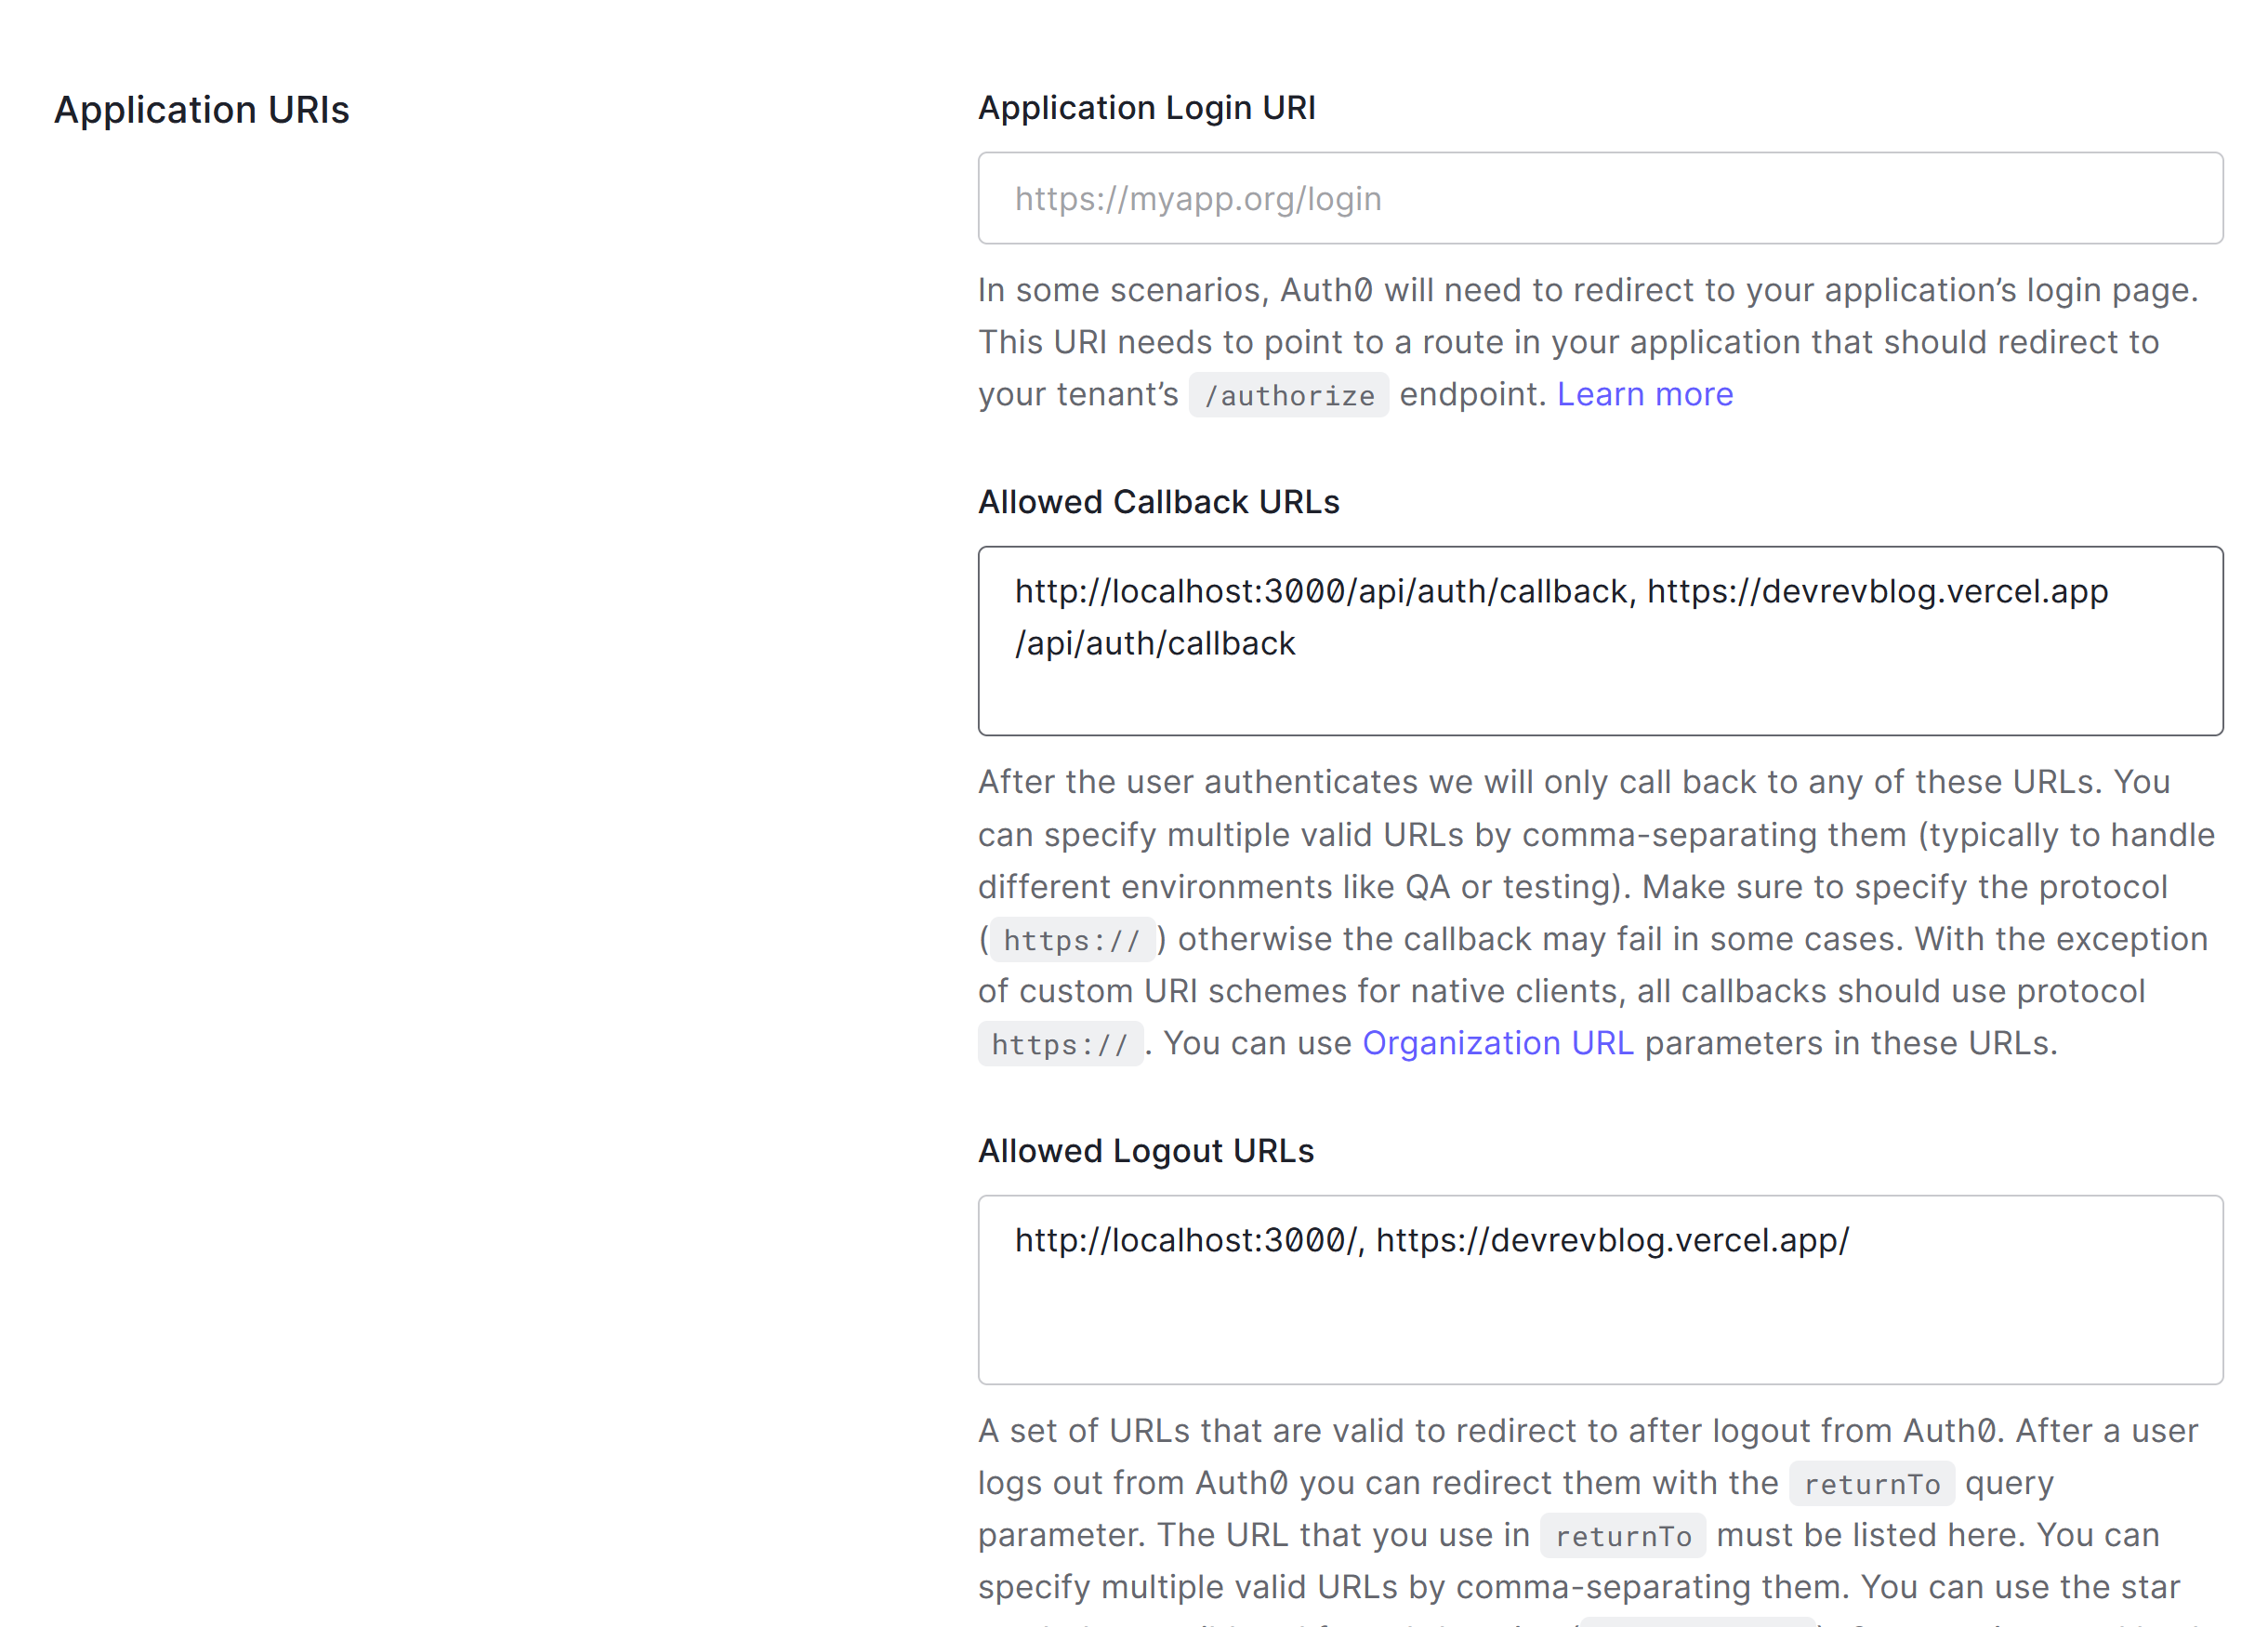 Application URIs
Application Login URI
https://myapp.org/login
In some scenarios, Auth0 will need to redirect to your application’s login page.
This URI needs to point to a route in your application that should redirect to
your tenant’s /authorize endpoint. Learn more
Allowed Callback URLs
http://localhost:3000/api/auth/callback, https://devrevblog.vercel.app
/api/auth/callback
After the user authenticates we will only call back to any of these URLs. You
can specify multiple valid URLs by comma-separating them (typically to handle
different environments like QA or testing). Make sure to specify the protocol
( https:// ) otherwise the callback may fail in some cases. With the exception
of custom URI schemes for native clients, all callbacks should use protocol
https:// . You can use Organization URL parameters in these URLs.
Allowed Logout URLs
http://localhost:3000/, https://devrevblog.vercel.app/
A set of URLs that are valid to redirect to after logout from Auth0. After a user
logs out from Auth0 you can redirect them with the returnTo query
parameter. The URL that you use in returnTo must be listed here. You can
specify multiple valid URLs by comma-separating them. You can use the star